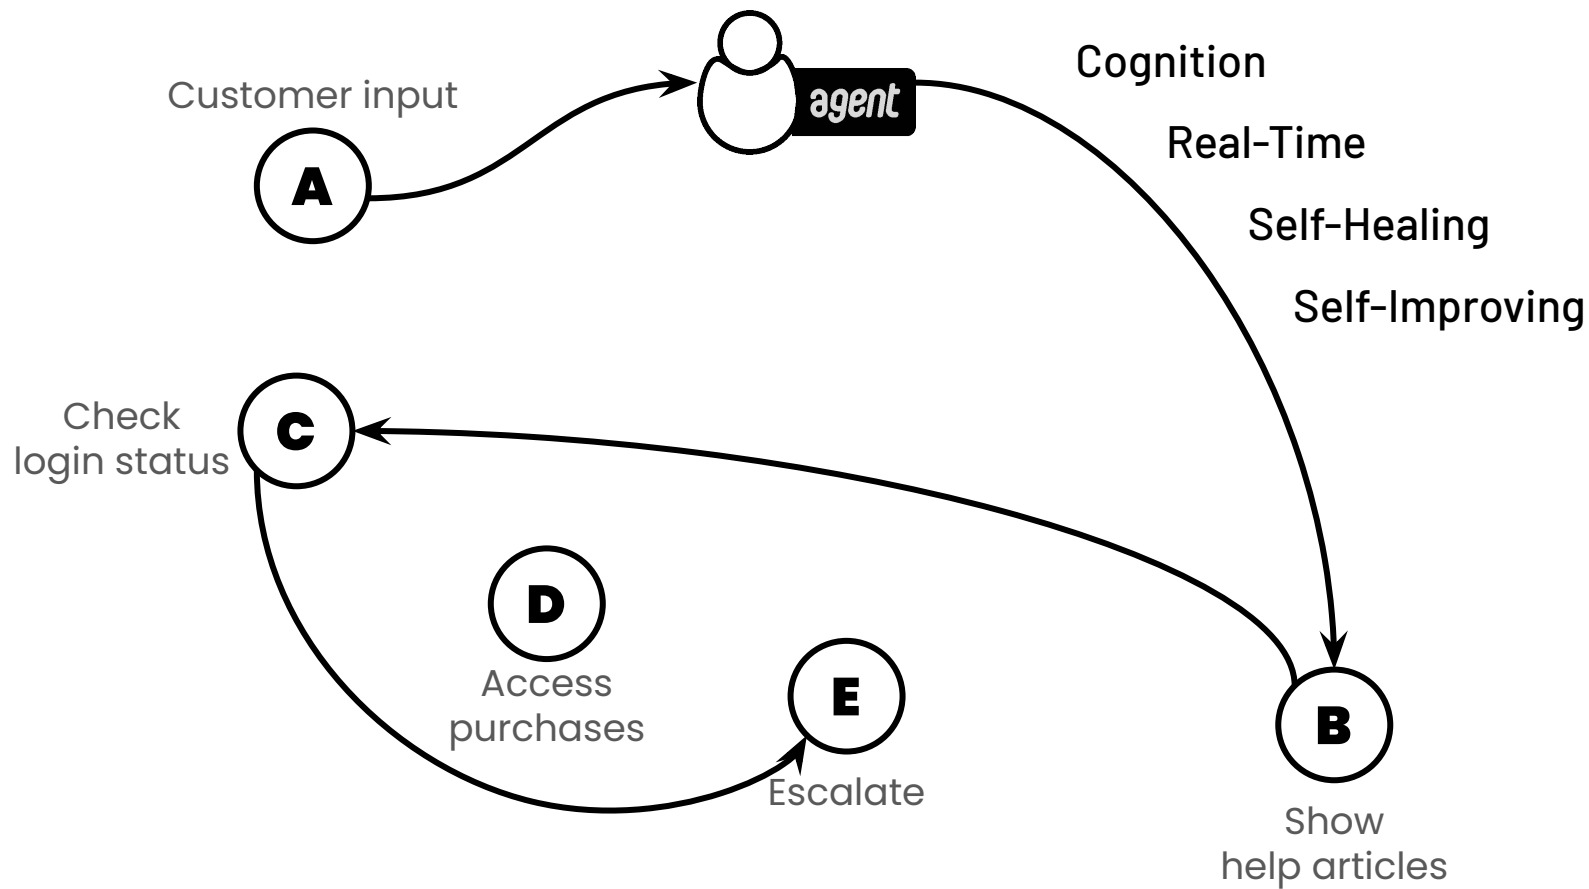 Customer input
A
agent
Cognition
Real-Time
Self-Healing
Self-Improving
Check
login status
C
D
Access
purchases
E
Escalate
B
Show
help articles